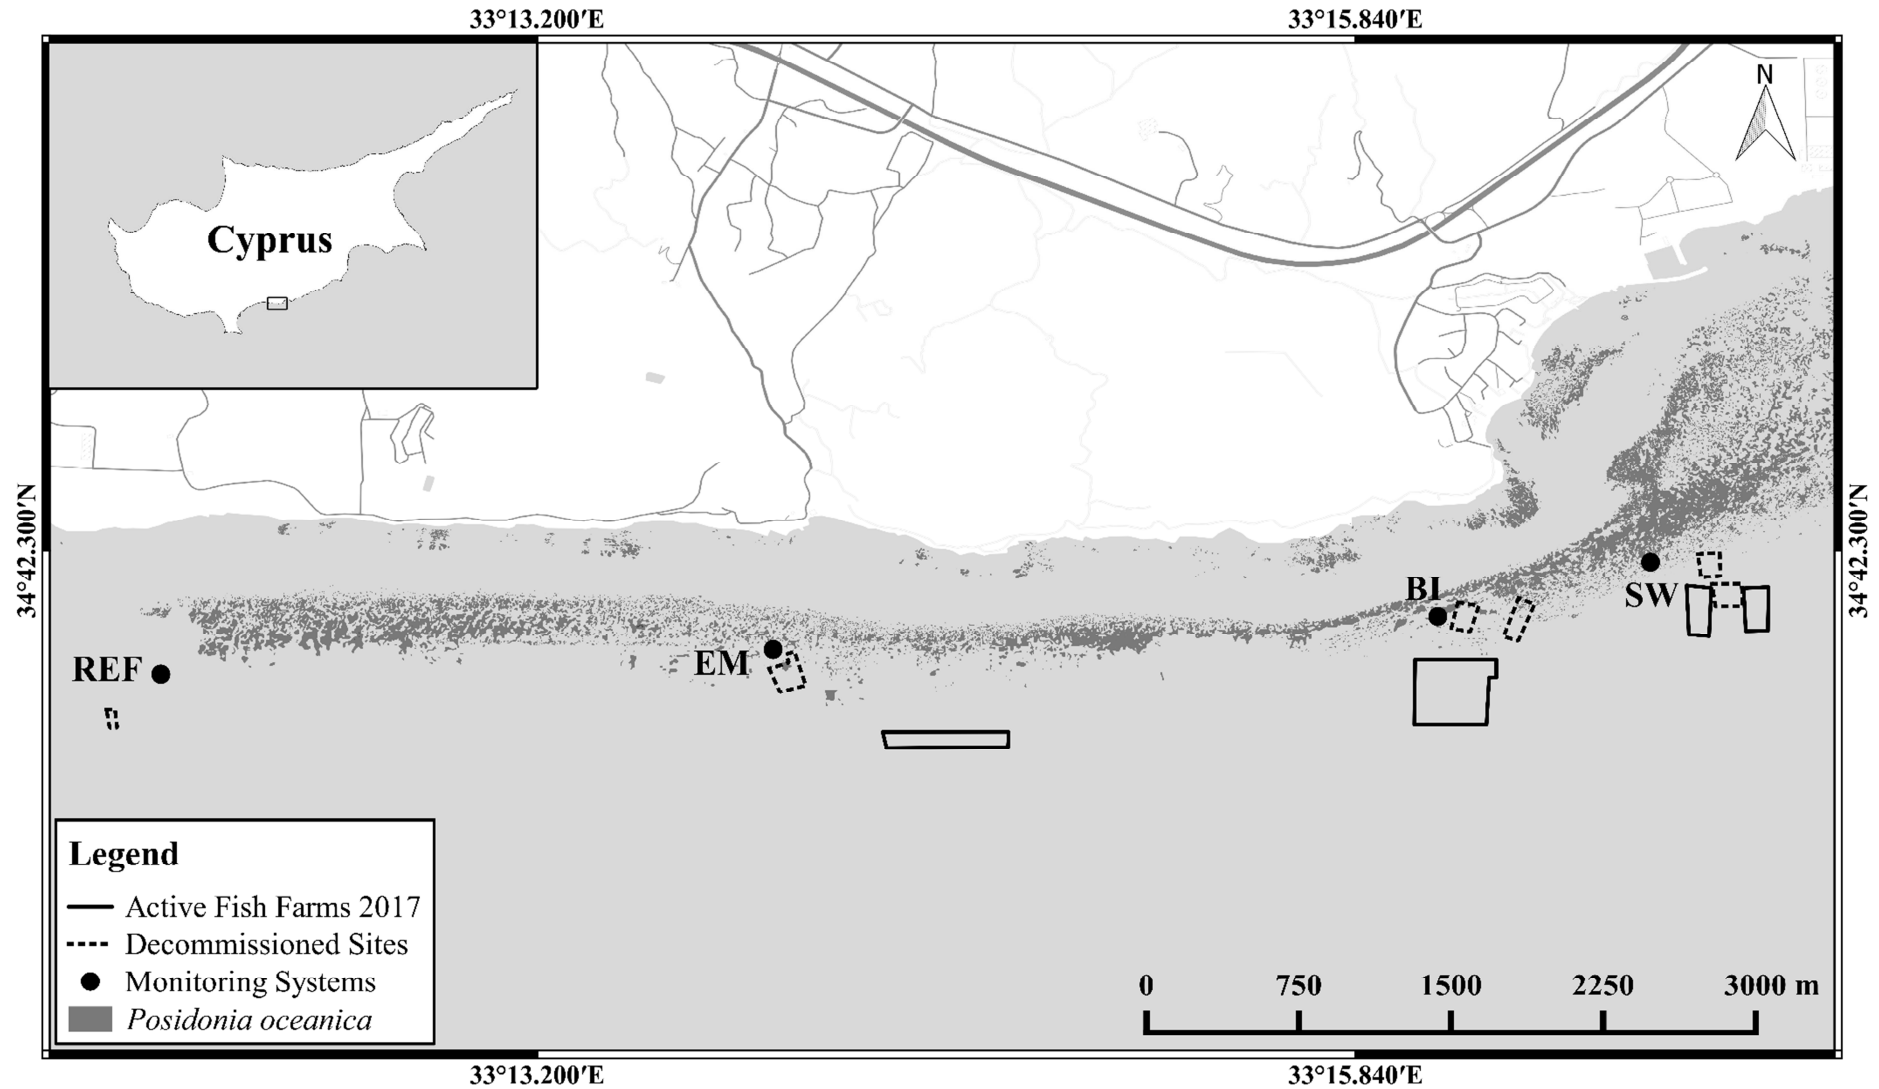 33°13.200′E 33°15.840′E
N
Cyprus
34°42.300′N 34°42.300′N
BI
SW
EM
REF
Legend
Active Fish Farms 2017
Decommissioned Sites
Monitoring Systems
Posidonia oceanica
0 750 1500 2250 3000 m
33°13.200′E 33°15.840′E